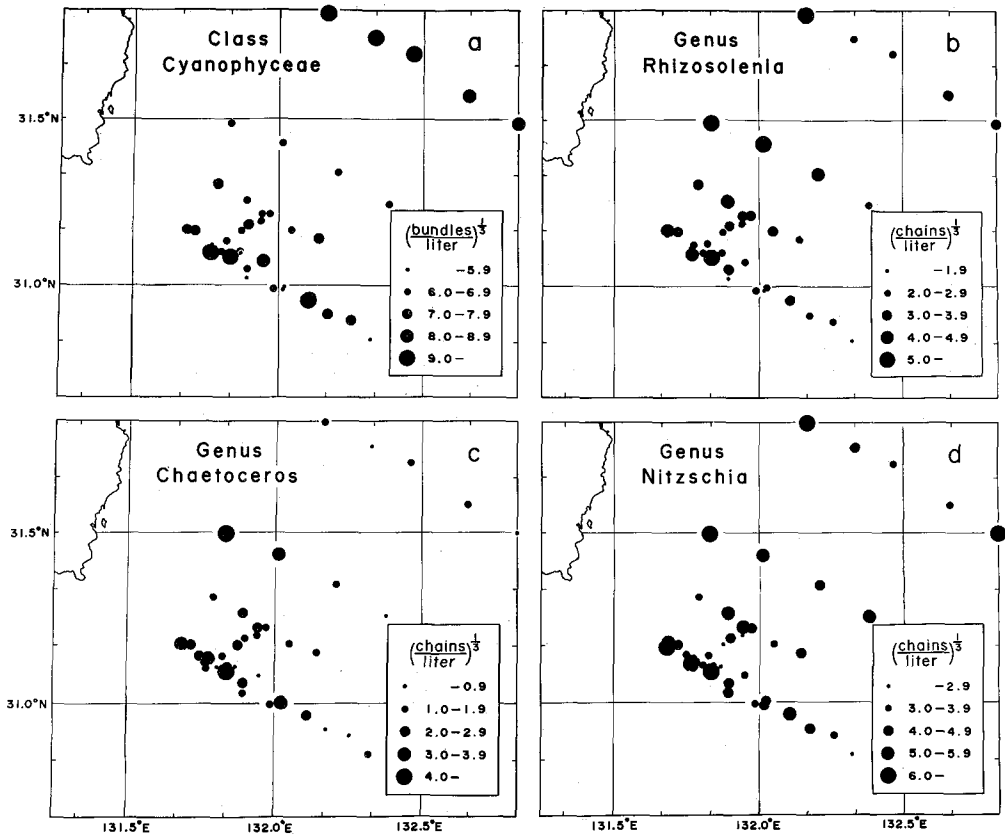 Class
Cyanophyceae
a
31.5°N
31.0°
(bundles/liter)^1/3
–5.9
6.0–6.9
7.0–7.9
8.0–8.9
9.0–
Genus
Rhizosolenia
b
(chains/liter)^1/3
–1.9
2.0–2.9
3.0–3.9
4.0–4.9
5.0–
Genus
Chaetoceros
c
31.5°N
31.0°
(chains/liter)^1/3
–0.9
1.0–1.9
2.0–2.9
3.0–3.9
4.0–
131.5°E
132.0°E
132.5°E
Genus
Nitzschia
d
(chains/liter)^1/3
–2.9
3.0–3.9
4.0–4.9
5.0–5.9
6.0–
131.5°E
132.0°E
132.5°E